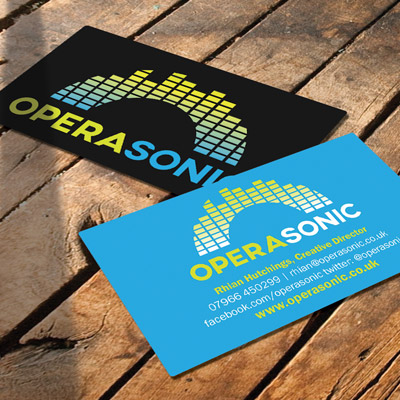 OPERASONIC
OPERASONIC
Rhian Hutchings, Creative Director
07966 450299 | rhian@operasonic.co.uk
facebook.com/operasonic twitter: @operasonic
www.operasonic.co.uk